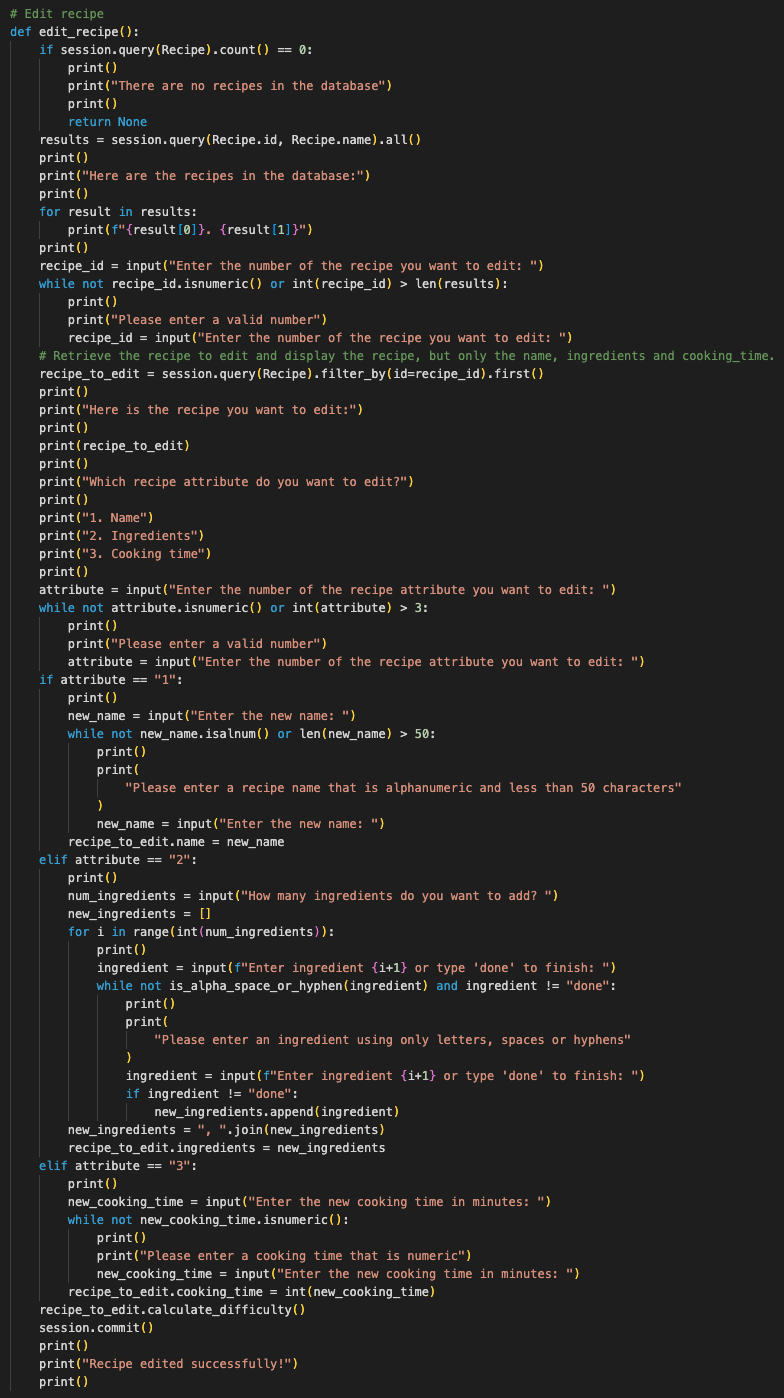 # Edit recipe
def edit_recipe():
    if session.query(Recipe).count() == 0:
        print()
        print("There are no recipes in the database")
        print()
        return None
    results = session.query(Recipe.id, Recipe.name).all()
    print()
    print("Here are the recipes in the database:")
    print()
    for result in results:
        print(f"{result[0]}. {result[1]}")
    print()
    recipe_id = input("Enter the number of the recipe you want to edit: ")
    while not recipe_id.isnumeric() or int(recipe_id) > len(results):
        print()
        print("Please enter a valid number")
        recipe_id = input("Enter the number of the recipe you want to edit: ")
    # Retrieve the recipe to edit and display the recipe, but only the name, ingredients and cooking_time.
    recipe_to_edit = session.query(Recipe).filter_by(id=recipe_id).first()
    print()
    print("Here is the recipe you want to edit:")
    print()
    print(recipe_to_edit)
    print()
    print("Which recipe attribute do you want to edit?")
    print()
    print("1. Name")
    print("2. Ingredients")
    print("3. Cooking time")
    print()
    attribute = input("Enter the number of the recipe attribute you want to edit: ")
    while not attribute.isnumeric() or int(attribute) > 3:
        print()
        print("Please enter a valid number")
        attribute = input("Enter the number of the recipe attribute you want to edit: ")
    if attribute == "1":
        print()
        new_name = input("Enter the new name: ")
        while not new_name.isalnum() or len(new_name) > 50:
            print()
            print(
                "Please enter a recipe name that is alphanumeric and less than 50 characters"
            )
            new_name = input("Enter the new name: ")
        recipe_to_edit.name = new_name
    elif attribute == "2":
        print()
        num_ingredients = input("How many ingredients do you want to add? ")
        new_ingredients = []
        for i in range(int(num_ingredients)):
            print()
            ingredient = input(f"Enter ingredient {i+1} or type 'done' to finish: ")
            while not is_alpha_space_or_hyphen(ingredient) and ingredient != "done":
                print()
                print(
                    "Please enter an ingredient using only letters, spaces or hyphens"
                )
                ingredient = input(f"Enter ingredient {i+1} or type 'done' to finish: ")
                if ingredient != "done":
                    new_ingredients.append(ingredient)
        new_ingredients = ", ".join(new_ingredients)
        recipe_to_edit.ingredients = new_ingredients
    elif attribute == "3":
        print()
        new_cooking_time = input("Enter the new cooking time in minutes: ")
        while not new_cooking_time.isnumeric():
            print()
            print("Please enter a cooking time that is numeric")
            new_cooking_time = input("Enter the new cooking time in minutes: ")
        recipe_to_edit.cooking_time = int(new_cooking_time)
    recipe_to_edit.calculate_difficulty()
    session.commit()
    print()
    print("Recipe edited successfully!")
    print()